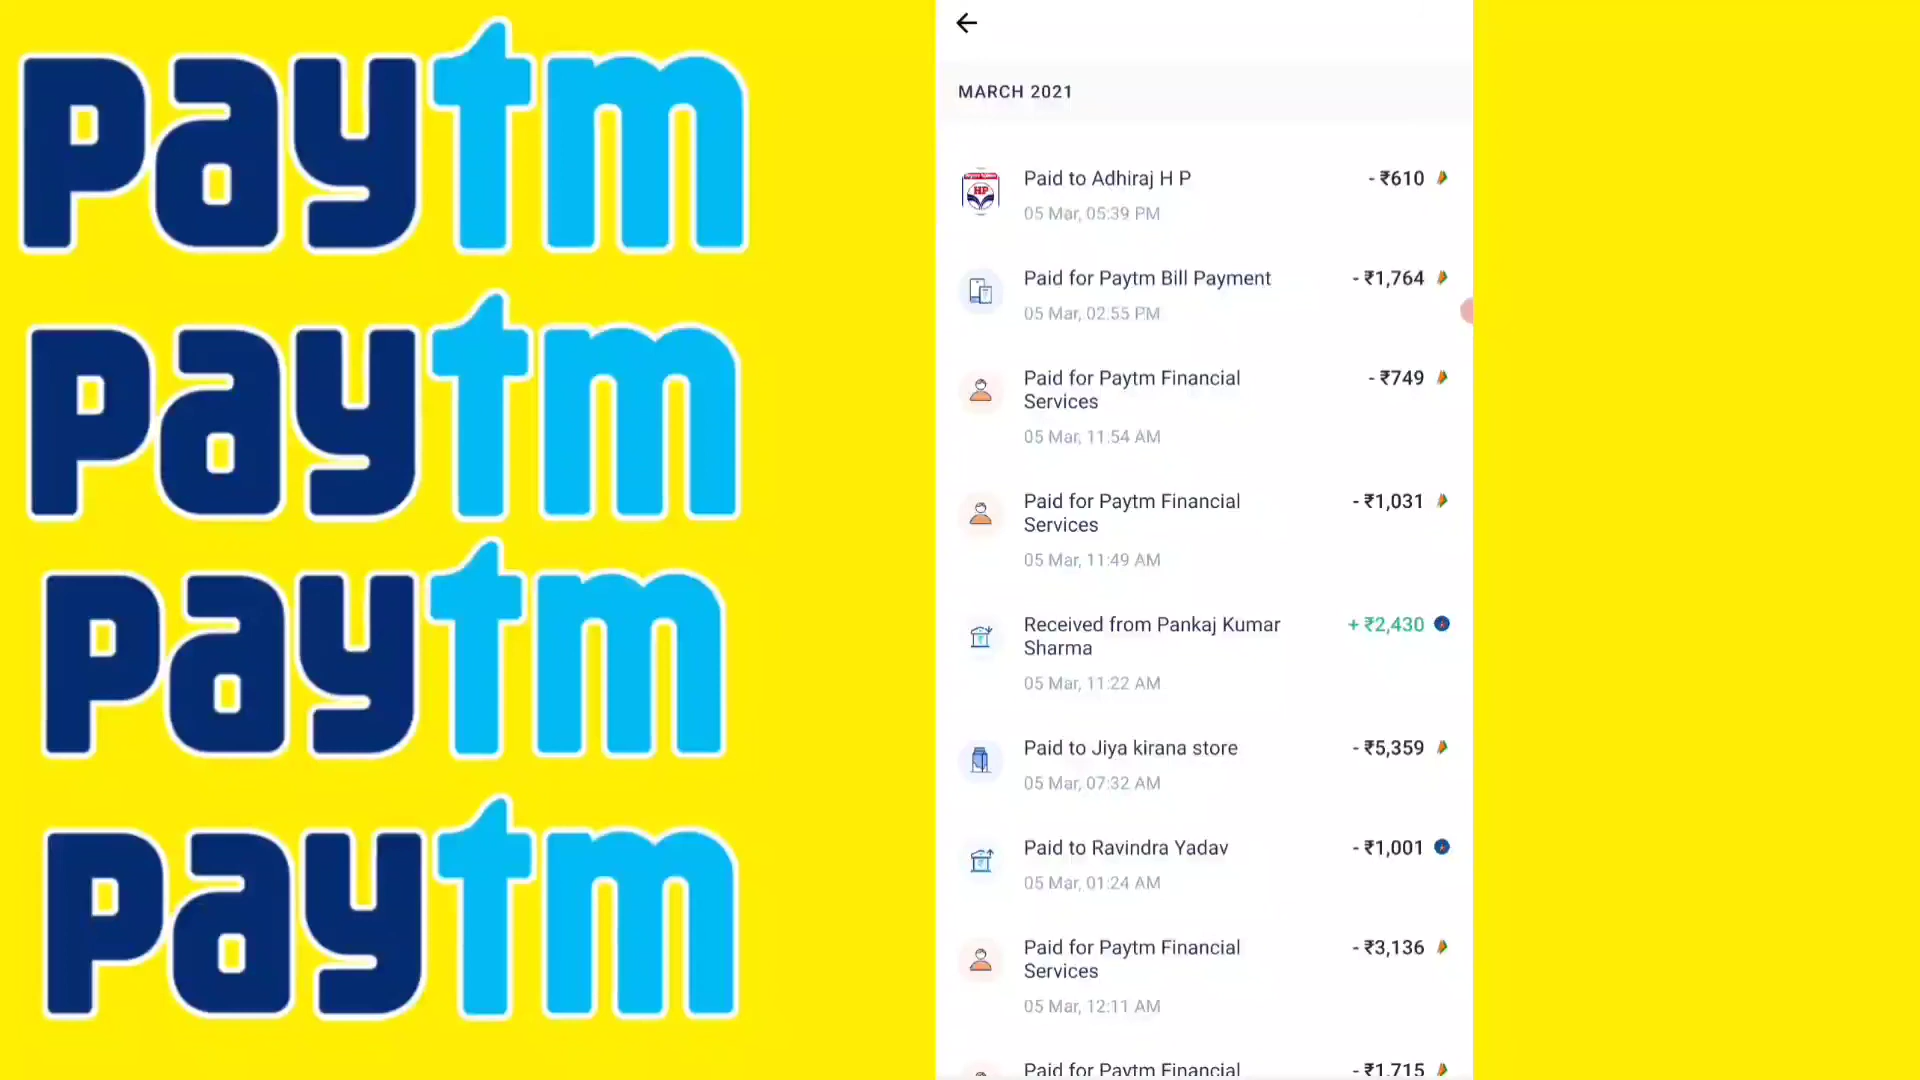 paytm
paytm
paytm
paytm
MARCH 2021
HP
Paid to Adhiraj H P
- ₹610
05 Mar, 05:39 PM
Paid for Paytm Bill Payment
- ₹1,764
05 Mar, 02:55 PM
Paid for Paytm Financial
Services
- ₹749
05 Mar, 11:54 AM
Paid for Paytm Financial
Services
- ₹1,031
05 Mar, 11:49 AM
Received from Pankaj Kumar
Sharma
+ ₹2,430
05 Mar, 11:22 AM
Paid to Jiya kirana store
- ₹5,359
05 Mar, 07:32 AM
Paid to Ravindra Yadav
- ₹1,001
05 Mar, 01:24 AM
Paid for Paytm Financial
Services
- ₹3,136
05 Mar, 12:11 AM
Paid for Paytm Financial
- ₹1,715